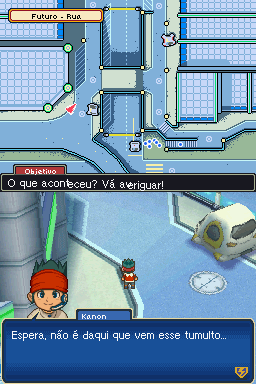 Futuro - Rua
Objetivo
O que aconteceu? Vá averiguar!
Kanon
Espera, não é daqui que vem esse tumulto...